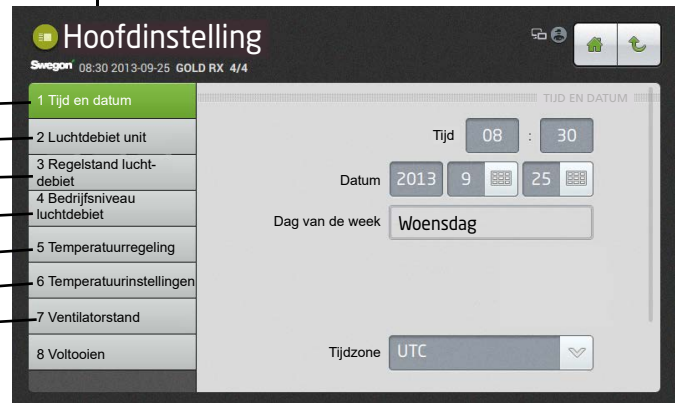 Hoofdinstelling
Swegon 08:30 2013-09-25 GOLD RX 4/4
1 Tijd en datum
2 Luchtdebiet unit
3 Regelstand lucht-
debiet
4 Bedrijfsniveau
luchtdebiet
5 Temperatuurregeling
6 Temperatuurinstellingen
7 Ventilatorstand
8 Voltooien
TIJD EN DATUM
Tijd 08 : 30
Datum 2013 9 25
Dag van de week Woensdag
Tijdzone UTC